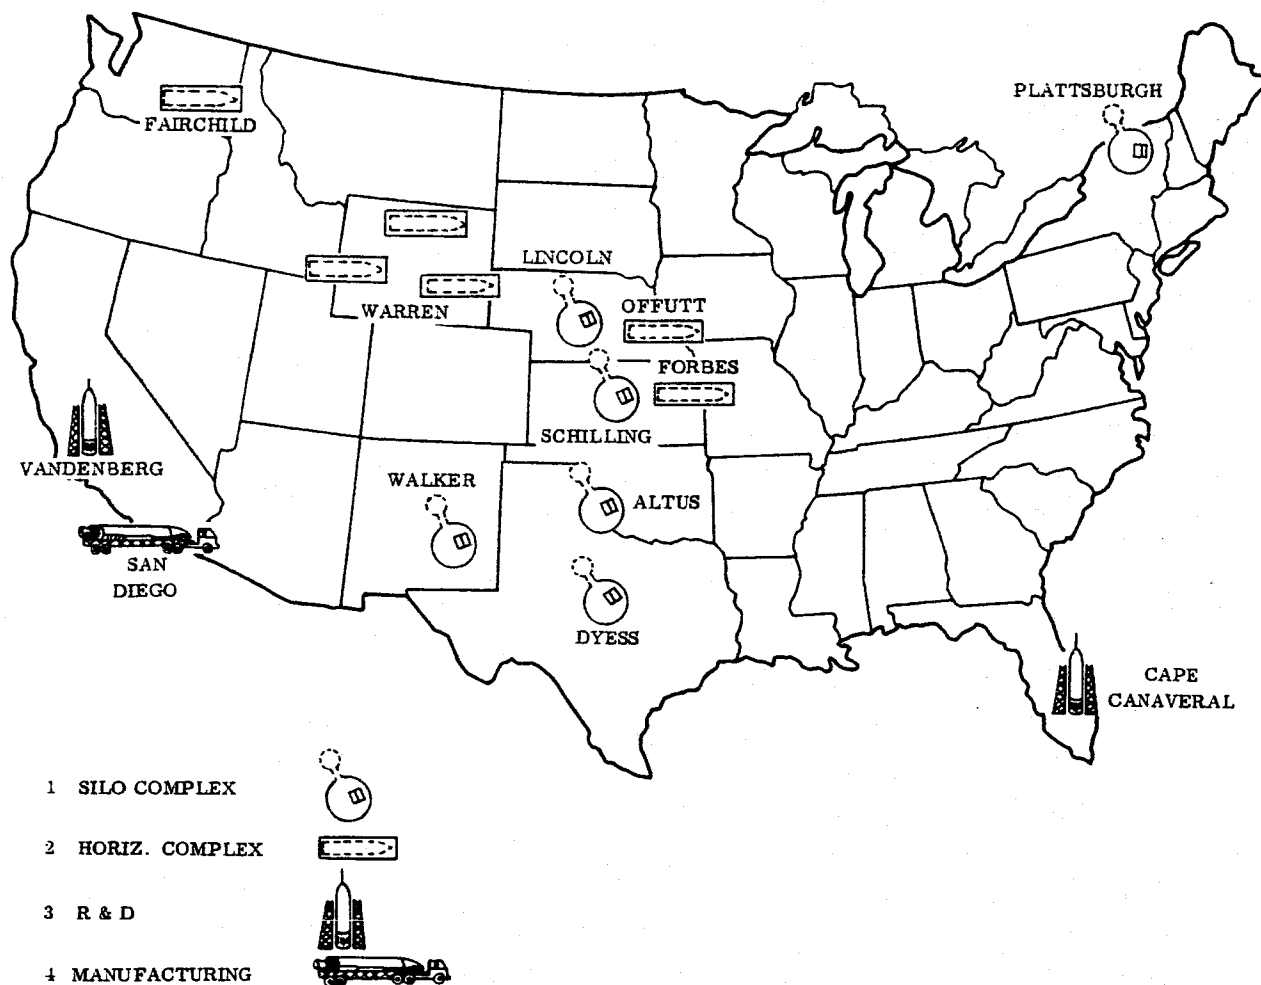 PLATTSBURGH
FAIRCHILD
LINCOLN
OFFUTT
WARREN
FORBES
SCHILLING
VANDENBERG
WALKER
ALTUS
SAN
DIEGO
DYESS
CAPE
CANAVERAL
1 SILO COMPLEX
2 HORIZ. COMPLEX
3 R & D
4 MANUFACTURING